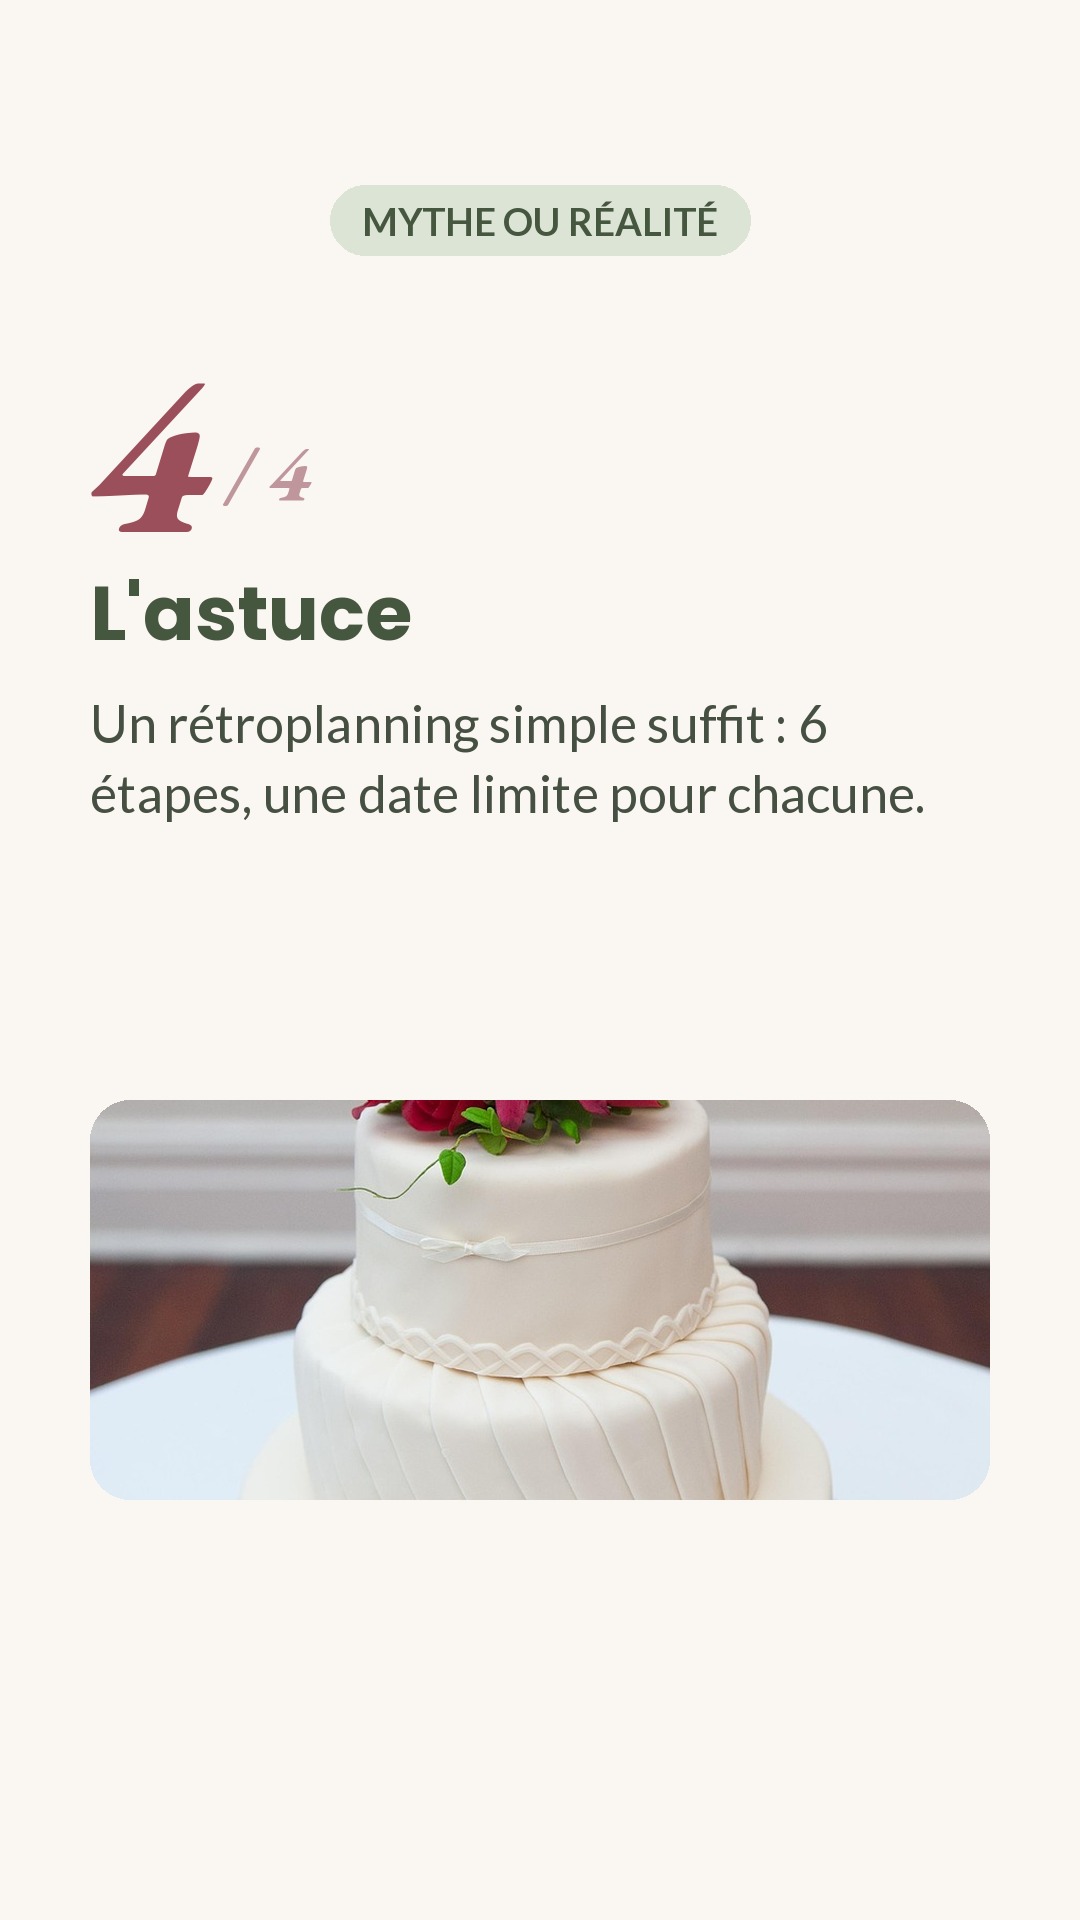 MYTHE OU RÉALITÉ
4 / 4
L'astuce
Un rétroplanning simple suffit : 6
étapes, une date limite pour chacune.